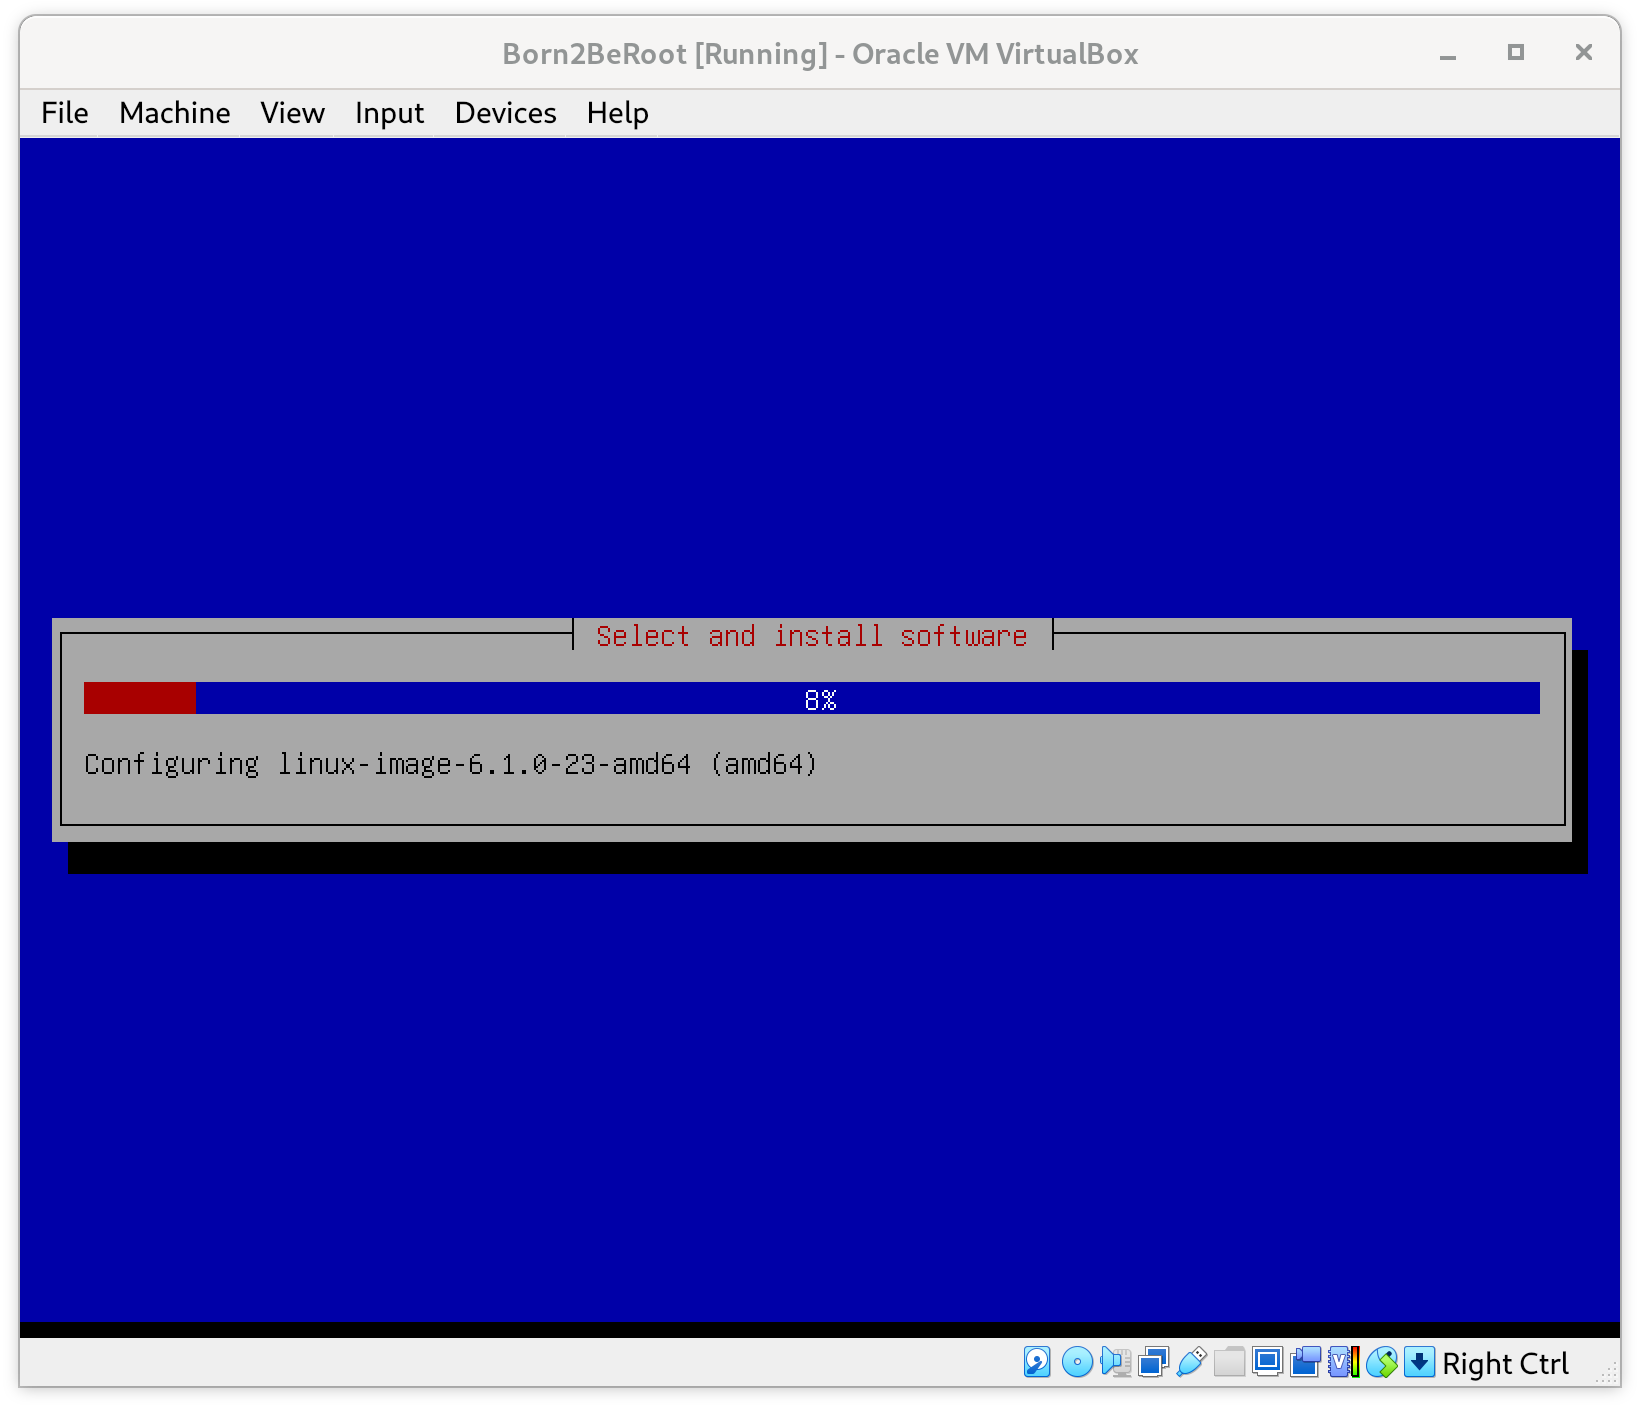 Born2BeRoot [Running] - Oracle VM VirtualBox
File Machine View Input Devices Help
Select and install software
8%
Configuring linux-image-6.1.0-23-amd64 (amd64)
Right Ctrl